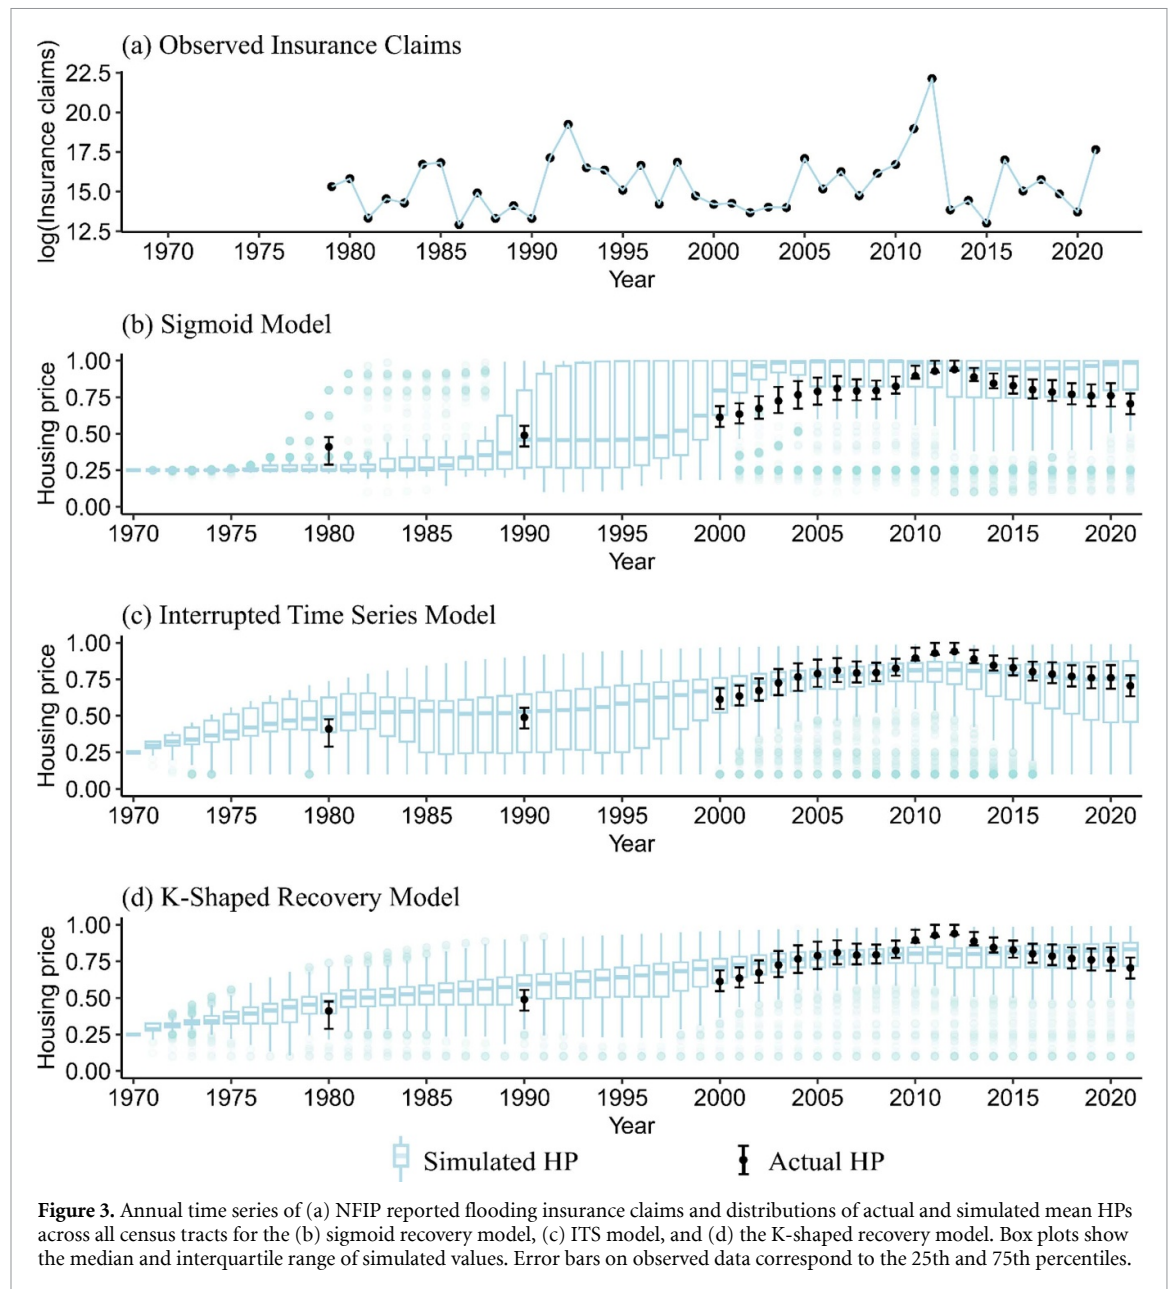 (a) Observed Insurance Claims
log(Insurance claims)
22.5
20.0
17.5
15.0
12.5
1970 1975 1980 1985 1990 1995 2000 2005 2010 2015 2020
Year
(b) Sigmoid Model
Housing price
1.00
0.75
0.50
0.25
0.00
1970 1975 1980 1985 1990 1995 2000 2005 2010 2015 2020
Year
(c) Interrupted Time Series Model
Housing price
1.00
0.75
0.50
0.25
0.00
1970 1975 1980 1985 1990 1995 2000 2005 2010 2015 2020
Year
(d) K-Shaped Recovery Model
Housing price
1.00
0.75
0.50
0.25
0.00
1970 1975 1980 1985 1990 1995 2000 2005 2010 2015 2020
Year
Simulated HP Actual HP
Figure 3. Annual time series of (a) NFIP reported flooding insurance claims and distributions of actual and simulated mean HPs
across all census tracts for the (b) sigmoid recovery model, (c) ITS model, and (d) the K-shaped recovery model. Box plots show
the median and interquartile range of simulated values. Error bars on observed data correspond to the 25th and 75th percentiles.